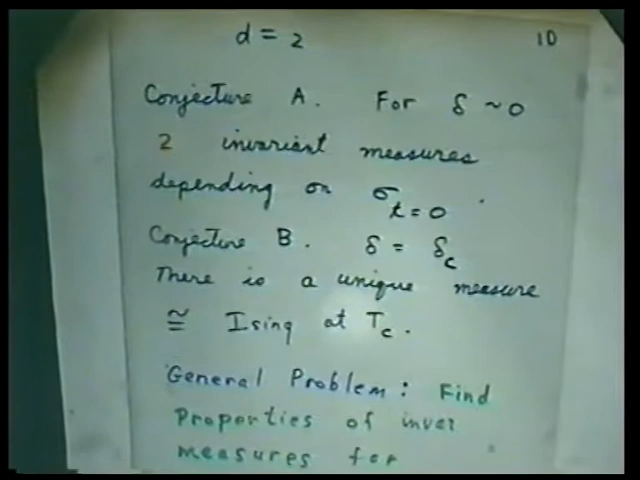 d = 2
10
Conjecture A. For δ ~ 0
2 invariant measures
depending on σ_{t=0}.
Conjecture B. δ = δ_c
There is a unique measure
≅ Ising at T_c.
General Problem: Find
Properties of invar
measures for